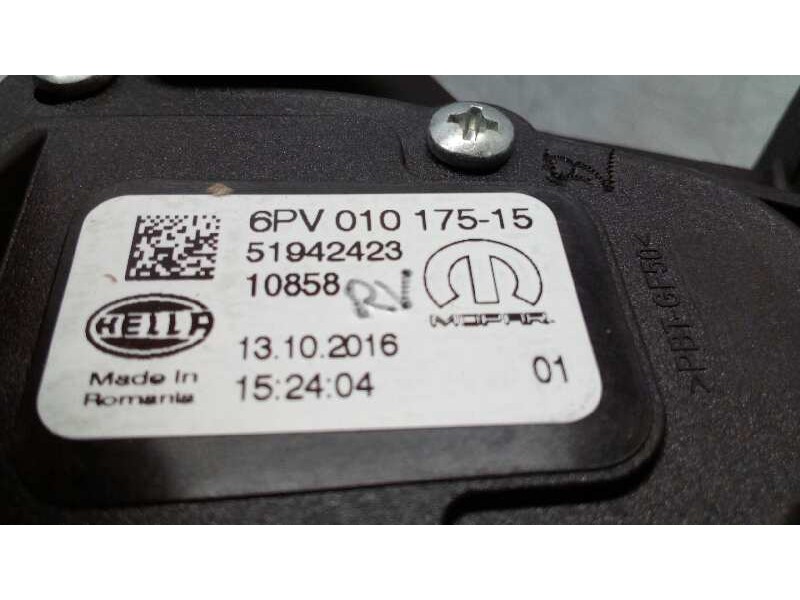 6PV 010 175-15
51942423
10858
HELLA
MOPAR
13.10.2016
Made In
Romania
15:24:04
01
>PBT-GF30<